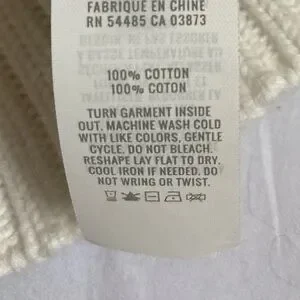 FABRIQUÉ EN CHINE
RN 54485 CA 03873
100% COTTON
100% COTTON
TURN GARMENT INSIDE
OUT. MACHINE WASH COLD
WITH LIKE COLORS, GENTLE
CYCLE. DO NOT BLEACH.
RESHAPE LAY FLAT TO DRY.
COOL IRON IF NEEDED. DO
NOT WRING OR TWIST.